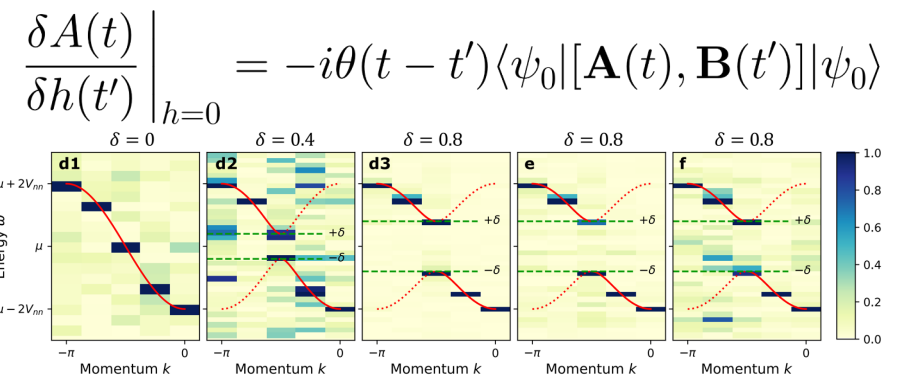 δA(t) / δh(t′) |_{h=0} = −iθ(t − t′)⟨ψ₀|[A(t), B(t′)]|ψ₀⟩
δ = 0 δ = 0.4 δ = 0.8 δ = 0.8 δ = 0.8
d1 d2 d3 e f
μ + 2Vₙₙ
μ
μ − 2Vₙₙ
Energy ω
+δ +δ +δ +δ
−δ −δ −δ −δ
1.0
0.8
0.6
0.4
0.2
0.0
−π 0 −π 0 −π 0 −π 0 −π 0
Momentum k Momentum k Momentum k Momentum k Momentum k